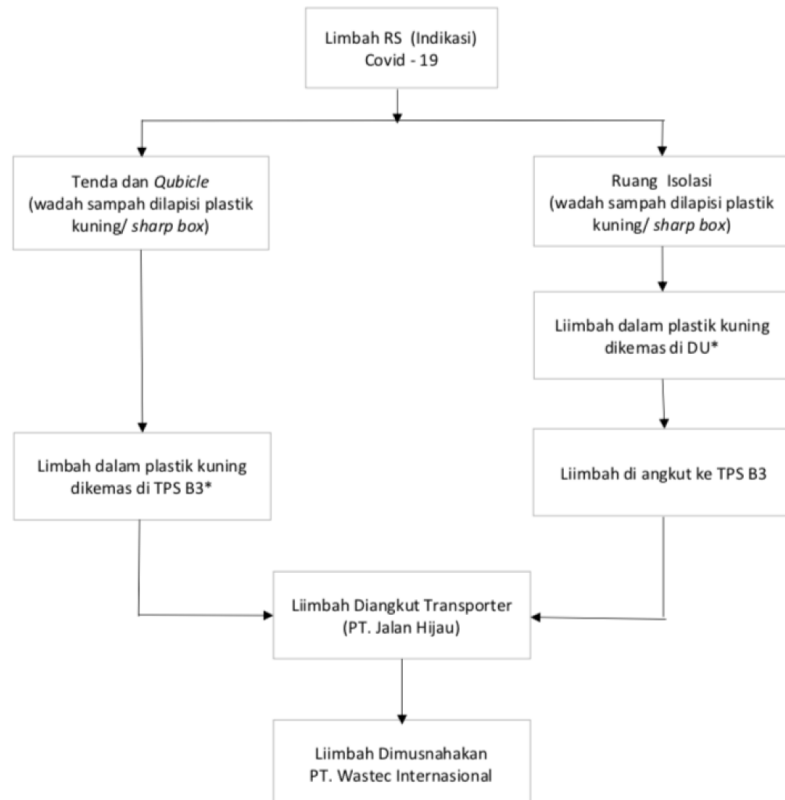 Limbah RS (Indikasi)
Covid - 19
Tenda dan Qubicle
(wadah sampah dilapisi plastik
kuning/ sharp box)
Ruang Isolasi
(wadah sampah dilapisi plastik
kuning/ sharp box)
Liimbah dalam plastik kuning
dikemas di DU*
Limbah dalam plastik kuning
dikemas di TPS B3*
Liimbah di angkut ke TPS B3
Liimbah Diangkut Transporter
(PT. Jalan Hijau)
Liimbah Dimusnahakan
PT. Wastec Internasional